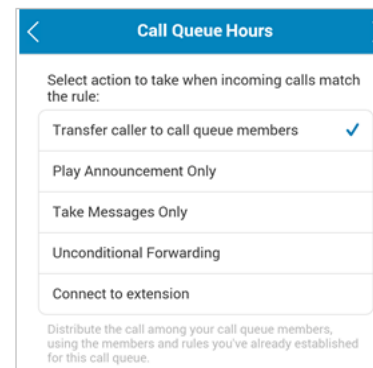 Call Queue Hours
Select action to take when incoming calls match
the rule:
Transfer caller to call queue members
Play Announcement Only
Take Messages Only
Unconditional Forwarding
Connect to extension
Distribute the call among your call queue members,
using the members and rules you've already established
for this call queue.